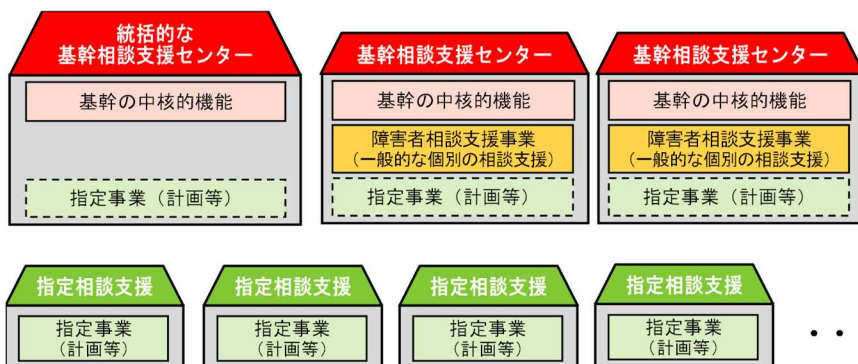 統括的な
基幹相談支援センター
基幹の中核的機能
指定事業（計画等）
基幹相談支援センター
基幹の中核的機能
障害者相談支援事業
（一般的な個別の相談支援）
指定事業（計画等）
基幹相談支援センター
基幹の中核的機能
障害者相談支援事業
（一般的な個別の相談支援）
指定事業（計画等）
指定相談支援
指定事業
（計画等）
指定相談支援
指定事業
（計画等）
指定相談支援
指定事業
（計画等）
指定相談支援
指定事業
（計画等）
・・